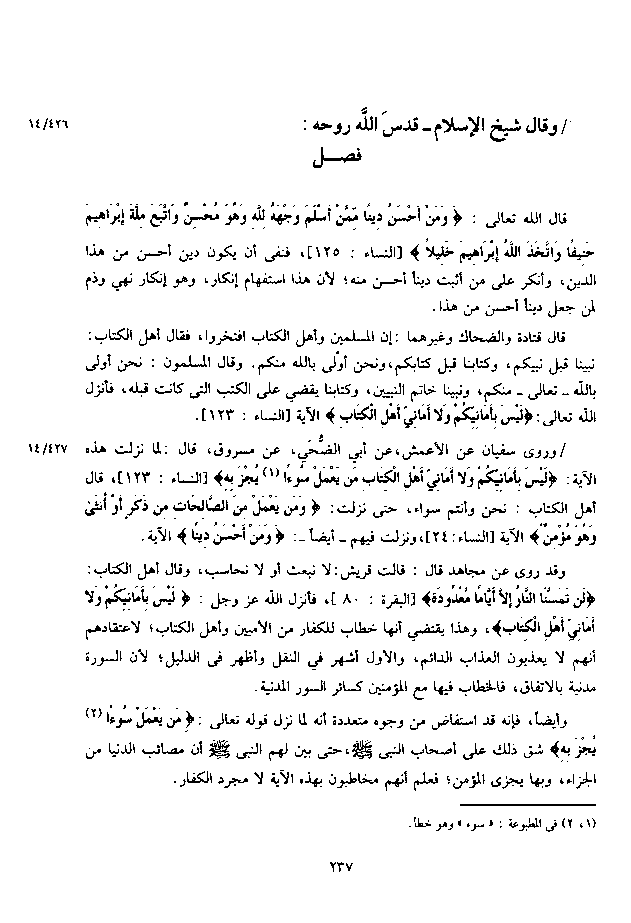 / وقال شيخ الإسلام ـ قدسَ اللَّه روحه : ١٤/٤٢٦
فصـــل
قال الله تعالى : ﴿ وَمَنْ أَحْسَنُ دِينًا مِّمَّنْ أَسْلَمَ وَجْهَهُ لِلَّهِ وَهُوَ مُحْسِنٌ وَاتَّبَعَ مِلَّةَ إِبْرَاهِيمَ
حَنِيفًا وَاتَّخَذَ اللَّهُ إِبْرَاهِيمَ خَلِيلاً ﴾ [النساء : ١٢٥]، فنفى أن يكون دين أحسن من هذا
الدين، وأنكر على من أثبت ديناً أحسن منه؛ لأن هذا استفهام إنكار، وهو إنكار نهي وذم
لمن جعل ديناً أحسن من هذا.
قال قتادة والضحاك وغيرهما :إن المسلمين وأهل الكتاب افتخروا، فقال أهل الكتاب:
نبينا قبل نبيكم، وكتابنا قبل كتابكم،ونحن أوْلى بالله منكم. وقال المسلمون : نحن أولى
بالله ـ تعالى ـ منكم، ونبينا خاتم النبيين، وكتابنا يقضي على الكتب التي كانت قبله، فأنزل
الله تعالى: ﴿لَيْسَ بِأَمَانِيِّكُمْ وَلا أَمَانِيِّ أَهْلِ الْكِتَابِ ﴾ الآية [النساء : ١٢٣].
/وروى سفيان عن الأعمش،عن أبي الضُّحَى، عن مسروق، قال :لما نزلت هذه ١٤/٤٢٧
الآية: ﴿لَيْسَ بِأَمَانِيِّكُمْ وَلا أَمَانِيِّ أَهْلِ الْكِتَابِ مَن يَعْمَلْ سُوءًا (١) يُجْزَ بِهِ﴾ [النساء : ١٢٣]، قال
أهل الكتاب : نحن وأنتم سواء، حتى نزلت: ﴿ وَمَن يَعْمَلْ مِنَ الصَّالِحَاتِ مِن ذَكَرٍ أَوْ أُنثَىٰ
وَهُوَ مُؤْمِنٌ﴾ الآية [النساء: ٢٤]،ونزلت فيهم ـ أيضاً ـ: ﴿ وَمَنْ أَحْسَنُ دِينًا ﴾ الآية.
وقد روى عن مجاهد قال : قالت قريش: لا نبعث أو لا نحاسب، وقال أهل الكتاب:
﴿لَن تَمَسَّنَا النَّارُ إِلاَّ أَيَّامًا مَّعْدُودَةً﴾ [البقرة : ٨٠ ]، فأنزل الله عز وجل : ﴿ لَيْسَ بِأَمَانِيِّكُمْ وَلا
أَمَانِيِّ أَهْلِ الْكِتَابِ﴾، وهذا يقتضي أنها خطاب للكفار من الأميين وأهل الكتاب؛ لاعتقادهم
أنهم لا يعذبون العذاب الدائم، والأول أشهر في النقل وأظهر في الدليل؛ لأن السورة
مدنية بالاتفاق، فالخطاب فيها مع المؤمنين كسائر السور المدنية.
وأيضاً، فإنه قد استفاض من وجوه متعددة أنه لما نزل قوله تعالى : ﴿ مَن يَعْمَلْ سُوءًا (٢)
يُجْزَ بِهِ﴾ شق ذلك على أصحاب النبي ﷺ،حتى بين لهم النبي ﷺ أن مصائب الدنيا من
الجزاء، وبها يجزى المؤمن؛ فعلم أنهم مخاطبون بهذه الآية لا مجرد الكفار.
(١، ٢) في المطبوعة : « سوء » وهو خطأ.
٢٣٧